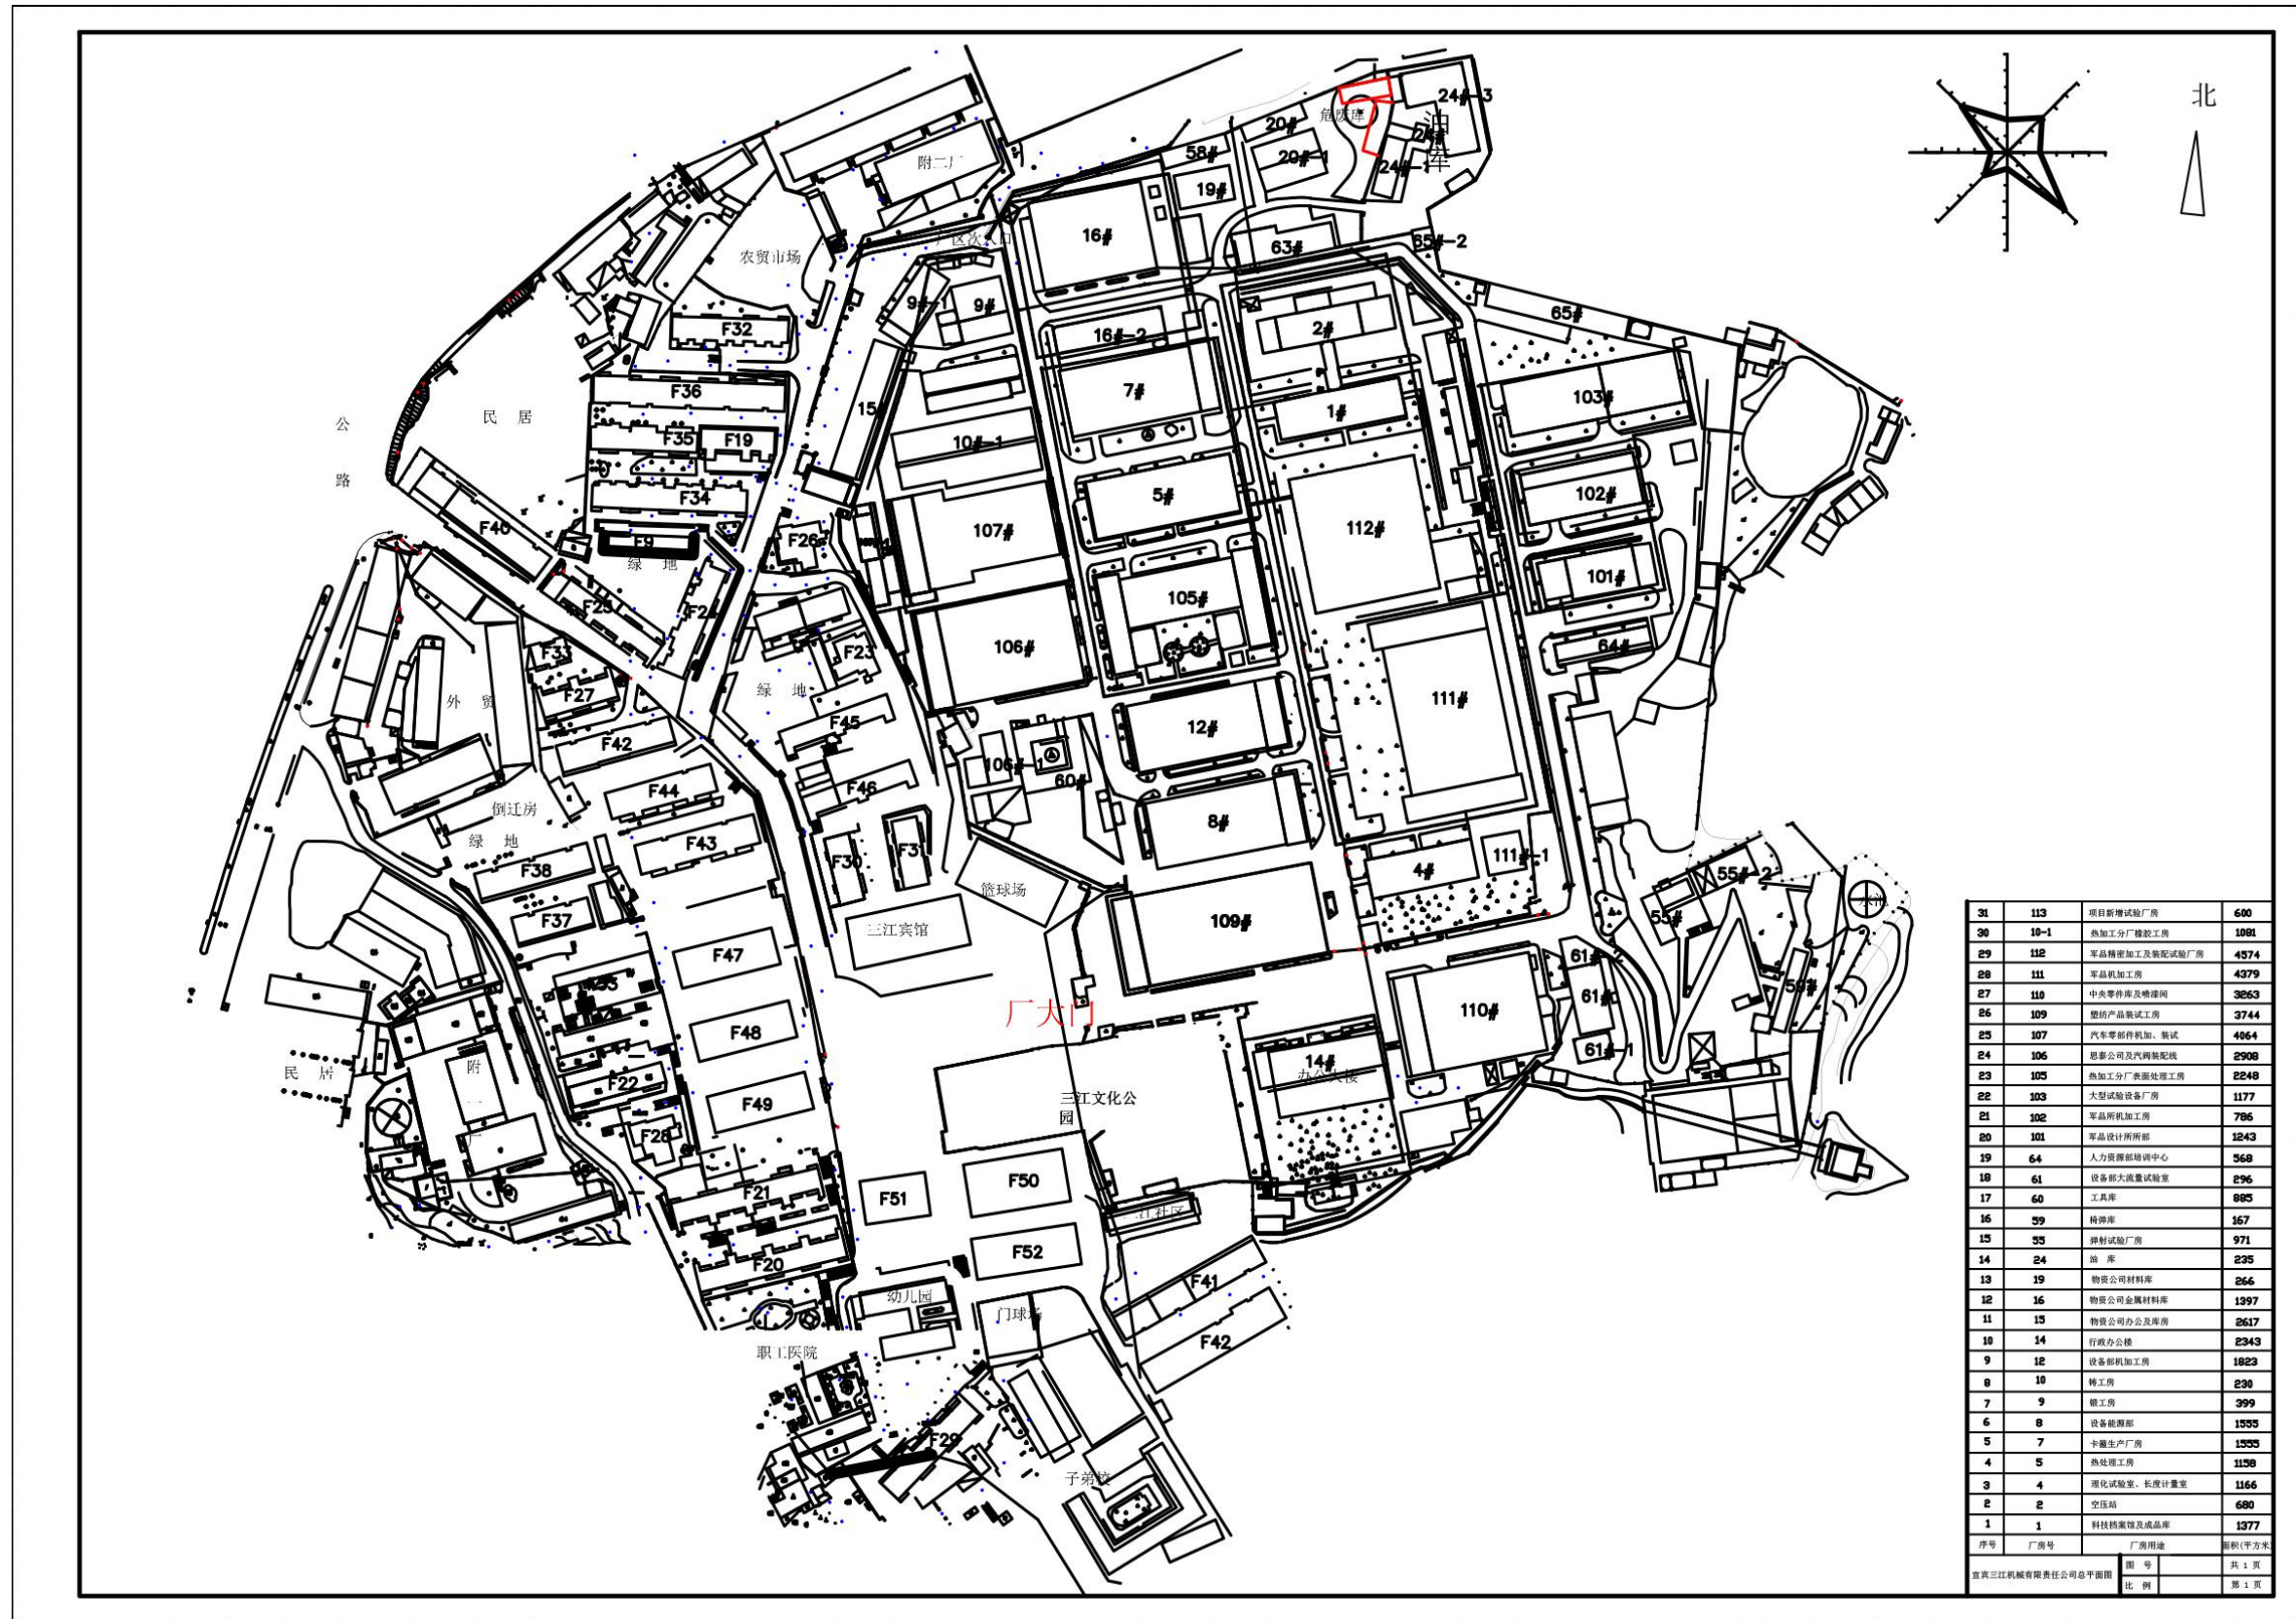 北
24#-3
危废库
油
库
20#
24#
58#
20#-1
24#-1
附二厂
19#
16#
厂区次入口
63#
65#-2
农贸市场
9#-1
9#
65#
F32
16#-2
2#
F36
7#
103#
公
路
民 居
15
1#
F35
F19
10#-1
F34
5#
102#
F40
107#
112#
F26
F9
绿 地
101#
F25
105#
F33
F23
106#
64#
F27
绿 地
外 贸
111#
F45
F42
12#
106#-1
60#
F44
F46
倒迁房
8#
绿 地
F43
F30
F31
111#-1
F38
4#
55#-2
篮球场
F37
三江宾馆
109#
55#
水池
F47
61#
59#
61#
厂大门
110#
F48
61#-1
14#
民 居
附
一
厂
F22
办公大楼
F49
三江文化公
园
F28
F21
F51
F50
三江社区
F20
F52
F41
幼儿园
门球场
F42
职工医院
F29
子弟校
31 113 项目新增试验厂房 600
30 10-1 热加工分厂橡胶工房 1081
29 112 军品精密加工及装配试验厂房 4574
28 111 军品机加工房 4379
27 110 中央零件库及喷漆间 3263
26 109 塑纺产品装试工房 3744
25 107 汽车零部件机加、装试 4064
24 106 恩泰公司及汽阀装配线 2908
23 105 热加工分厂表面处理工房 2248
22 103 大型试验设备厂房 1177
21 102 军品所机加工房 786
20 101 军品设计所所部 1243
19 64 人力资源部培训中心 568
18 61 设备部大流量试验室 296
17 60 工具库 885
16 59 椅弹库 167
15 55 弹射试验厂房 971
14 24 油 库 235
13 19 物资公司材料库 266
12 16 物资公司金属材料库 1397
11 15 物资公司办公及库房 2617
10 14 行政办公楼 2343
9 12 设备部机加工房 1823
8 10 铸工房 230
7 9 锻工房 399
6 8 设备能源部 1555
5 7 卡箍生产厂房 1555
4 5 热处理工房 1158
3 4 理化试验室、长度计量室 1166
2 2 空压站 680
1 1 科技档案馆及成品库 1377
序号 厂房号 厂房用途 面积(平方米
宜宾三江机械有限责任公司总平面图
图 号 共 1 页
比 例 第 1 页